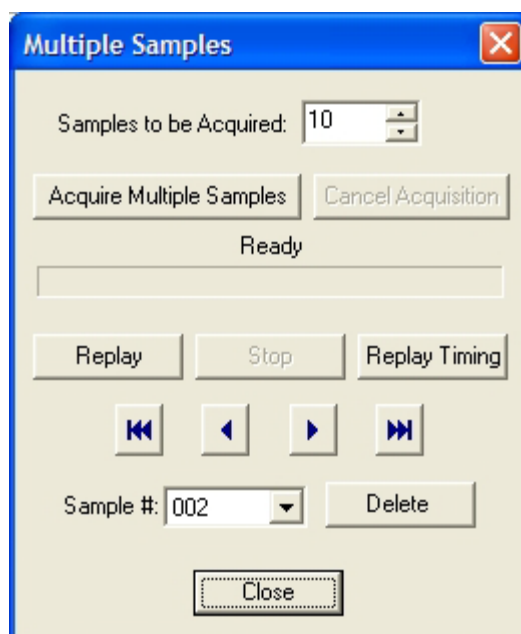 Multiple Samples
Samples to be Acquired: 10
Acquire Multiple Samples Cancel Acquisition
Ready
Replay Stop Replay Timing
Sample #: 002 Delete
Close